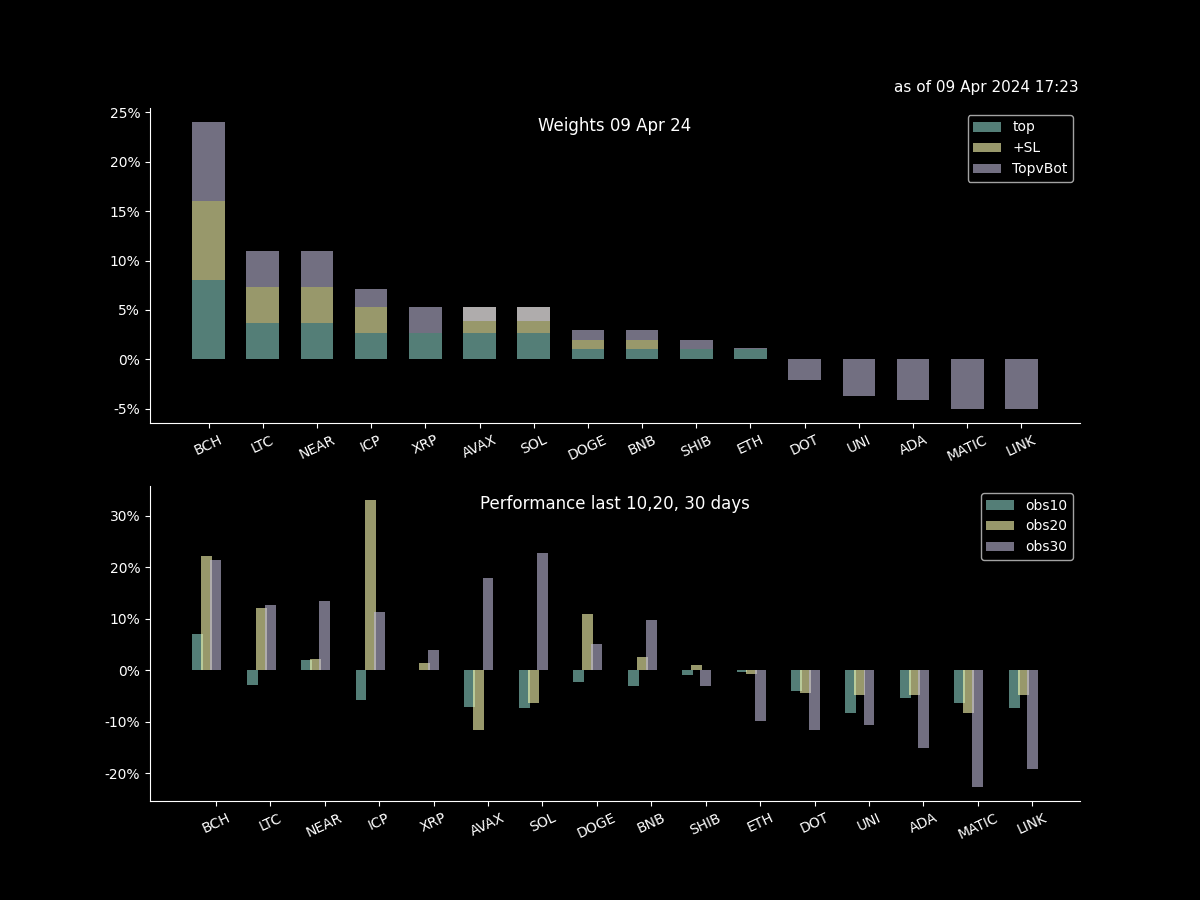 as of 09 Apr 2024 17:23
Weights 09 Apr 24
25%
20%
15%
10%
5%
0%
-5%
top
+SL
TopvBot
BCH LTC NEAR ICP XRP AVAX SOL DOGE BNB SHIB ETH DOT UNI ADA MATIC LINK
Performance last 10,20, 30 days
30%
20%
10%
0%
-10%
-20%
obs10
obs20
obs30
BCH LTC NEAR ICP XRP AVAX SOL DOGE BNB SHIB ETH DOT UNI ADA MATIC LINK